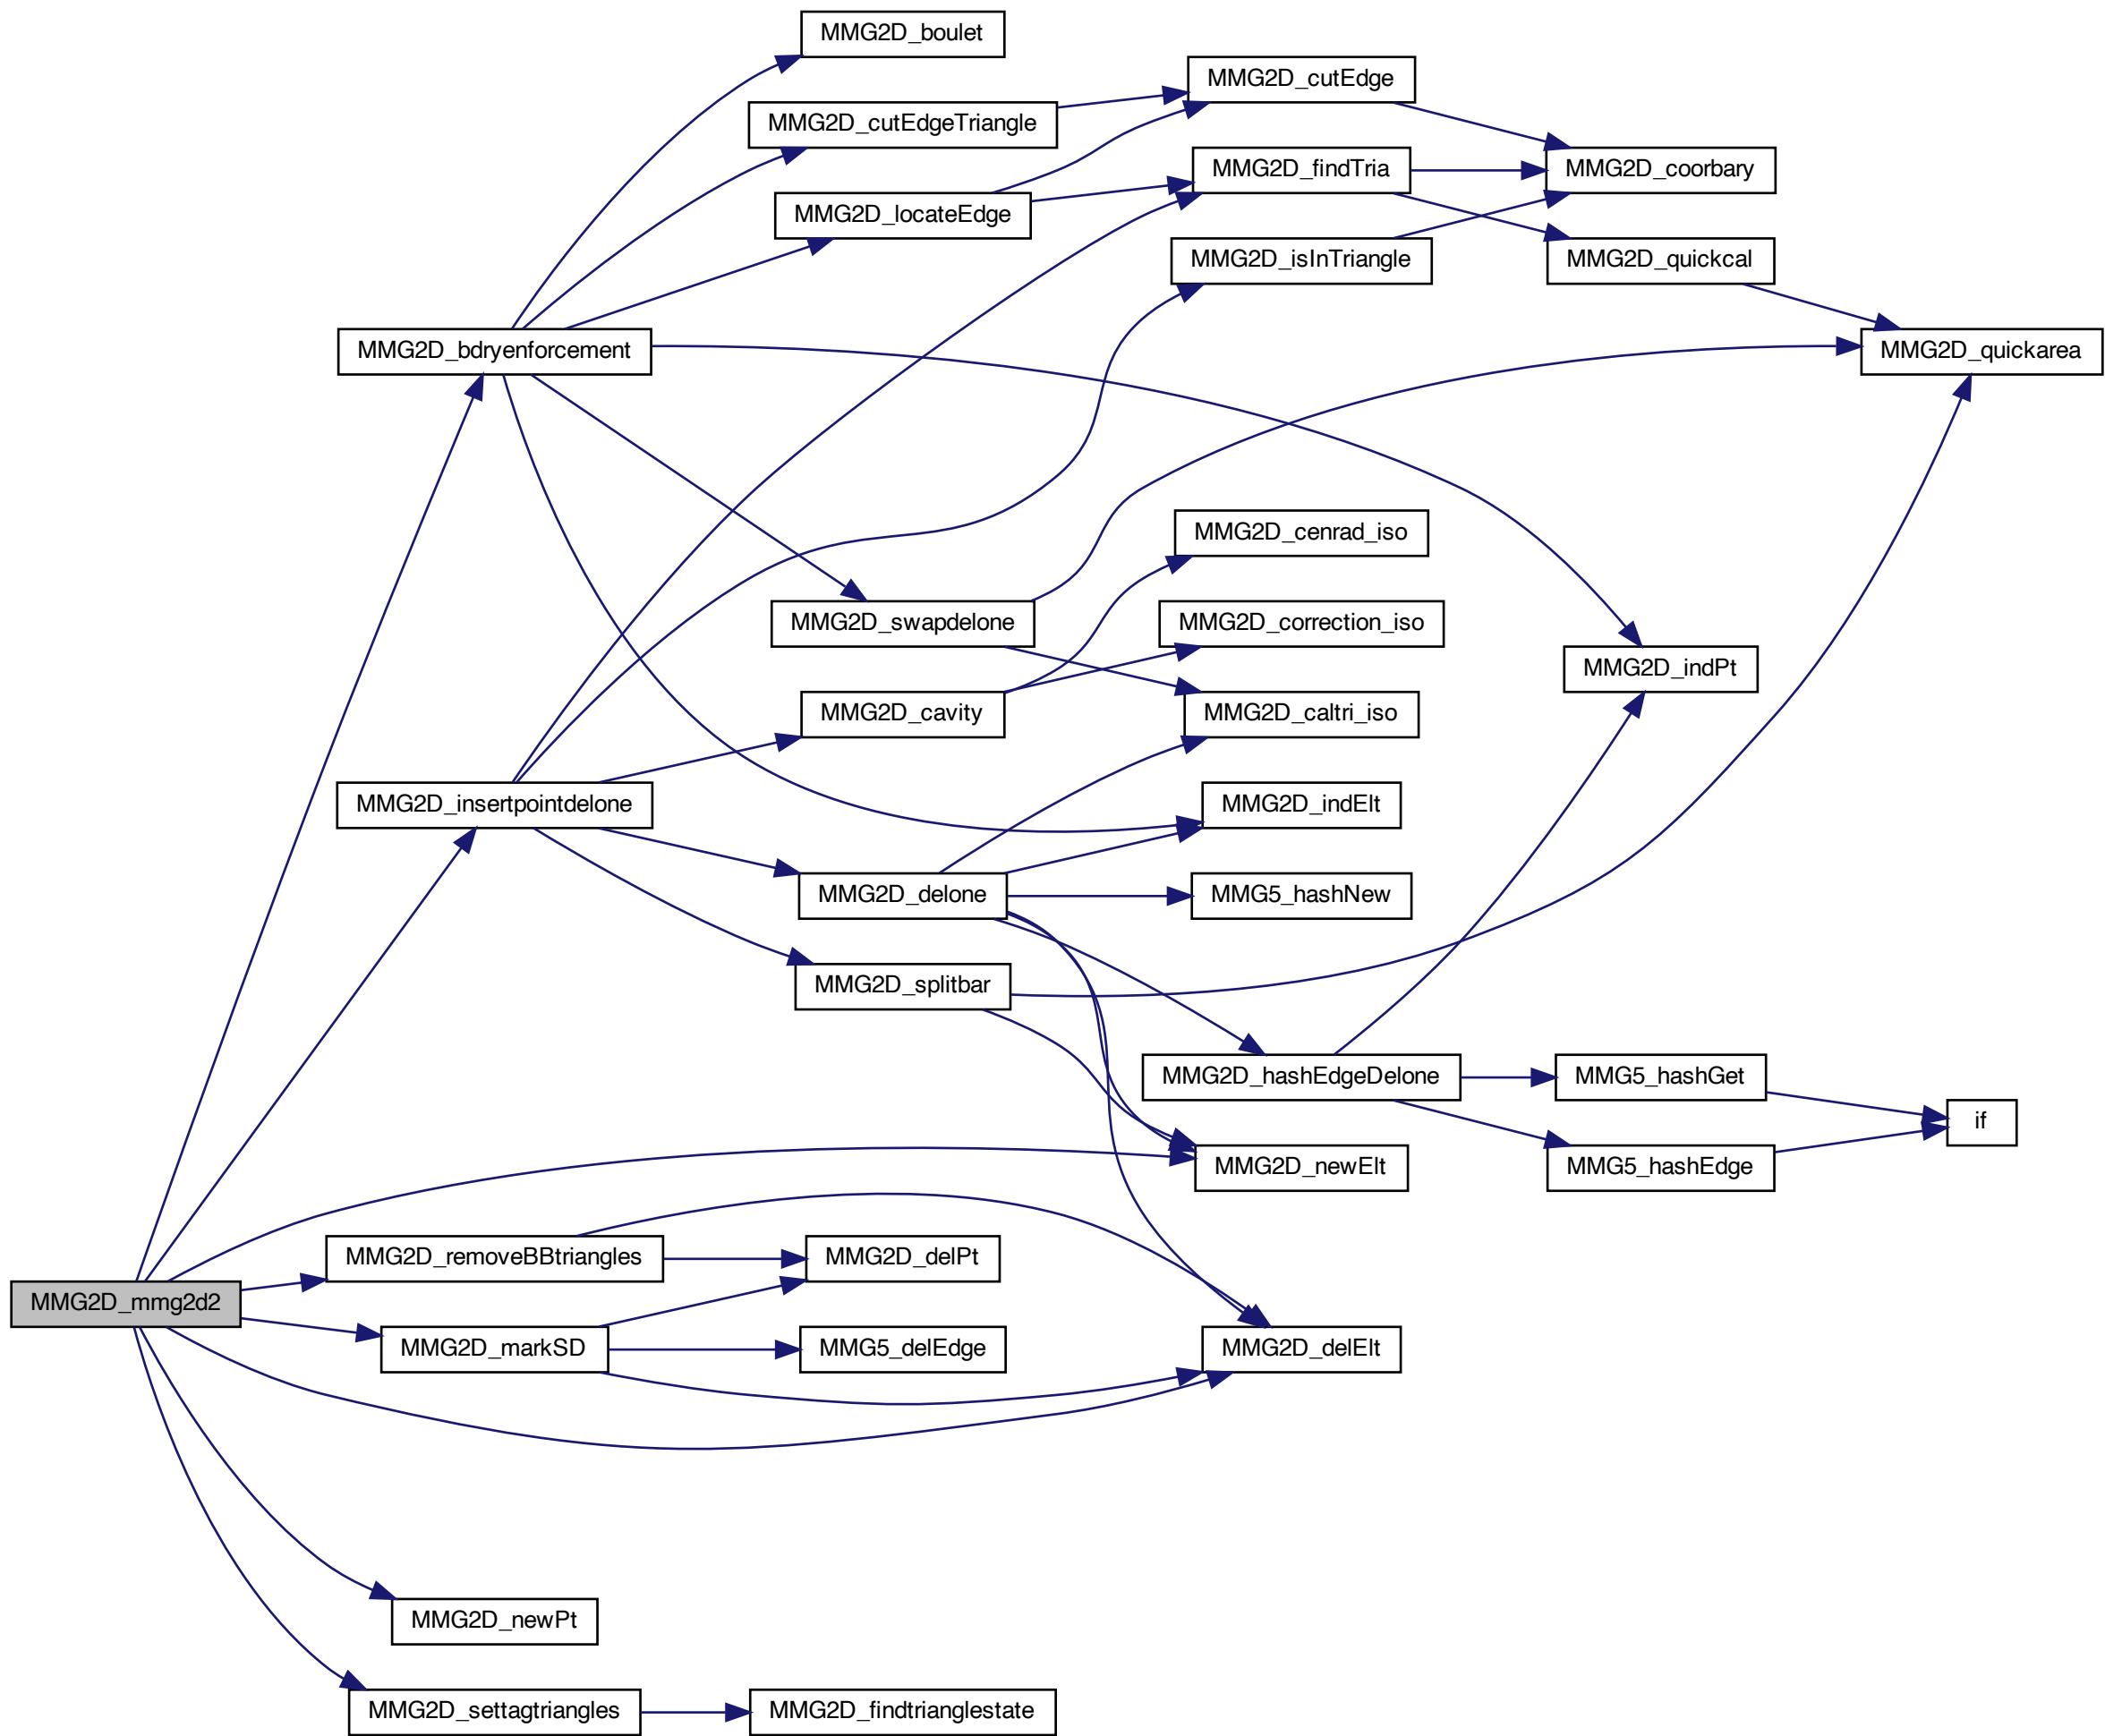 MMG2D_boulet
MMG2D_cutEdge
MMG2D_cutEdgeTriangle
MMG2D_findTria
MMG2D_coorbary
MMG2D_locateEdge
MMG2D_isInTriangle
MMG2D_quickcal
MMG2D_bdryenforcement
MMG2D_quickarea
MMG2D_cenrad_iso
MMG2D_swapdelone
MMG2D_correction_iso
MMG2D_indPt
MMG2D_cavity
MMG2D_caltri_iso
MMG2D_insertpointdelone
MMG2D_indElt
MMG2D_delone
MMG5_hashNew
MMG2D_splitbar
MMG2D_hashEdgeDelone
MMG5_hashGet
if
MMG2D_newElt
MMG5_hashEdge
MMG2D_removeBBtriangles
MMG2D_delPt
MMG2D_mmg2d2
MMG2D_markSD
MMG5_delEdge
MMG2D_delElt
MMG2D_newPt
MMG2D_settagtriangles
MMG2D_findtrianglestate